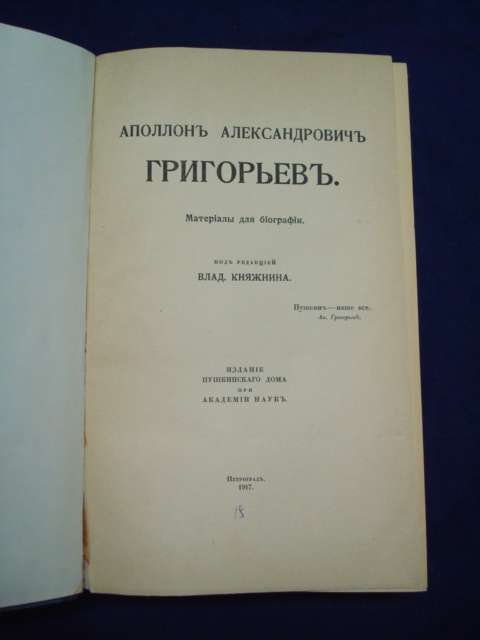 АПОЛЛОНЪ АЛЕКСАНДРОВИЧЪ
ГРИГОРЬЕВЪ.
Матеріалы для біографіи.
ПОДЪ РЕДАКЦІЕЙ
ВЛАД. КНЯЖНИНА.
Пушкинъ—наше все.
Ап. Григорьевъ.
ИЗДАНІЕ
ПУШКИНСКАГО ДОМА
ПРИ
АКАДЕМІИ НАУКЪ.
Петроградъ.
1917.
18